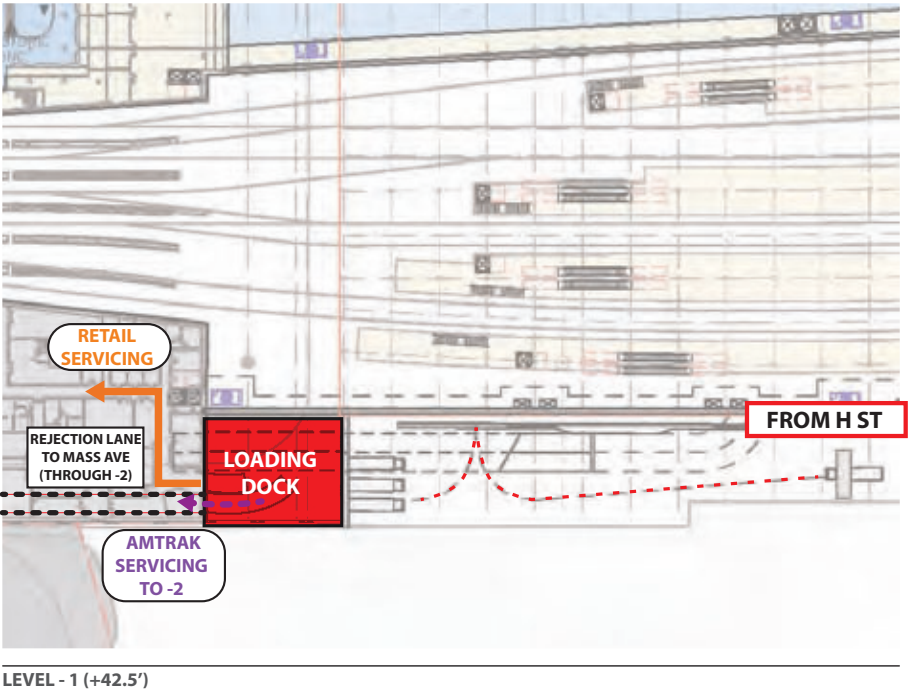 RETAIL
SERVICING
REJECTION LANE
TO MASS AVE
(THROUGH -2)
LOADING
DOCK
FROM H ST
AMTRAK
SERVICING
TO -2
LEVEL - 1 (+42.5')